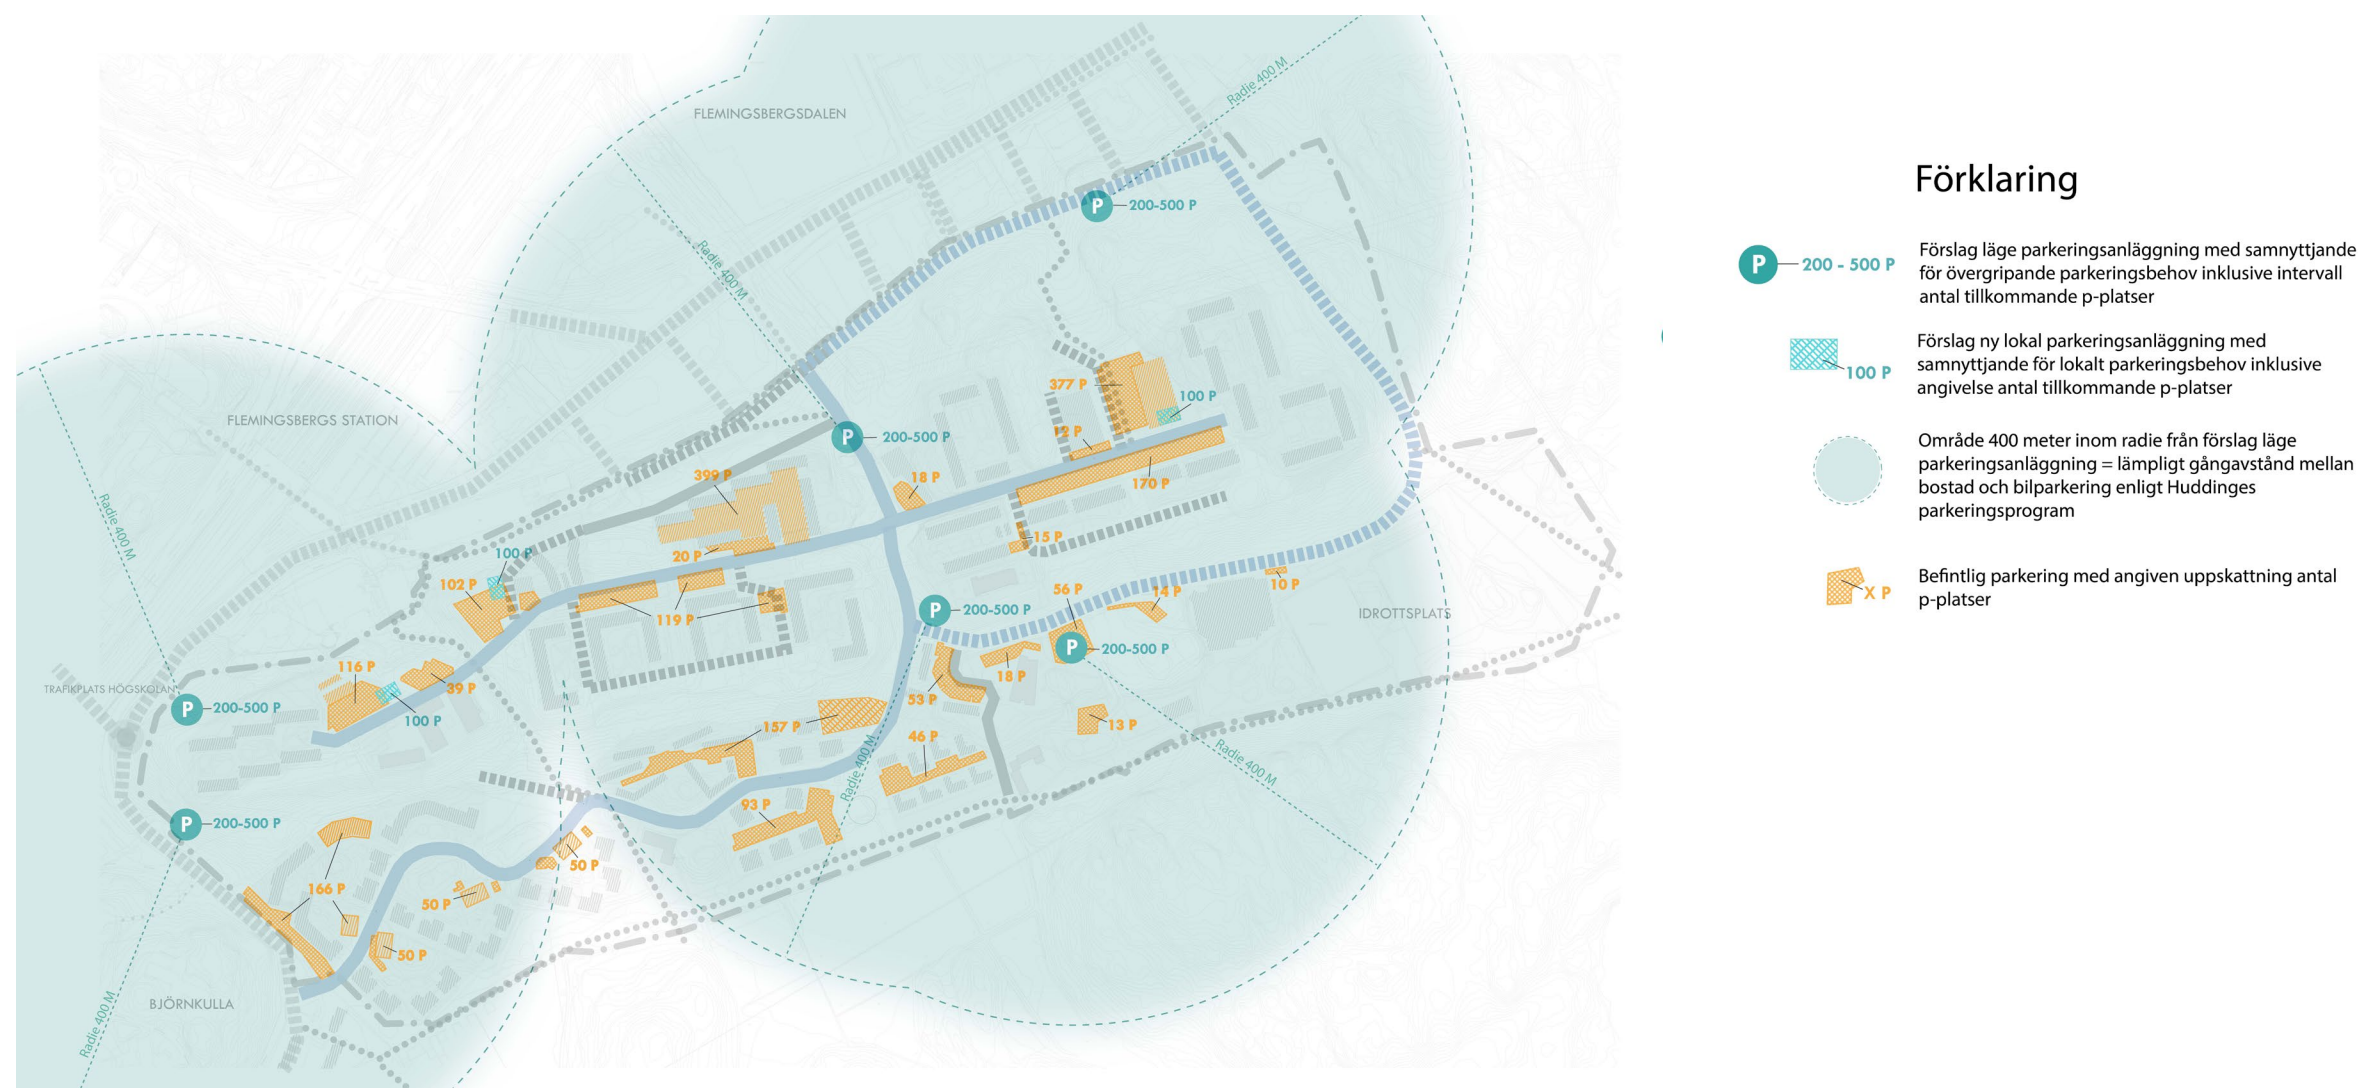 FLEMINGSBERGSDALEN
Radie 400 M
P
200-500 P
Radie 400 M
377 P
100 P
FLEMINGSBERGS STATION
P
200-500 P
12 P
399 P
18 P
170 P
Radie 400 M
15 P
100 P
20 P
102 P
10 P
56 P
14 P
P
200-500 P
119 P
IDROTTSPLATS
P
200-500 P
116 P
39 P
18 P
TRAFIKPLATS HÖGSKOLAN
53 P
P
200-500 P
100 P
157 P
13 P
46 P
Radie 400 M
Radie 400 M
93 P
P
200-500 P
50 P
166 P
50 P
50 P
BJÖRNKULLA
Radie 400 M
Förklaring
P
200 - 500 P
Förslag läge parkeringsanläggning med samnyttjande
för övergripande parkeringsbehov inklusive intervall
antal tillkommande p-platser
100 P
Förslag ny lokal parkeringsanläggning med
samnyttjande för lokalt parkeringsbehov inklusive
angivelse antal tillkommande p-platser
Område 400 meter inom radie från förslag läge
parkeringsanläggning = lämpligt gångavstånd mellan
bostad och bilparkering enligt Huddinges
parkeringsprogram
X P
Befintlig parkering med angiven uppskattning antal
p-platser